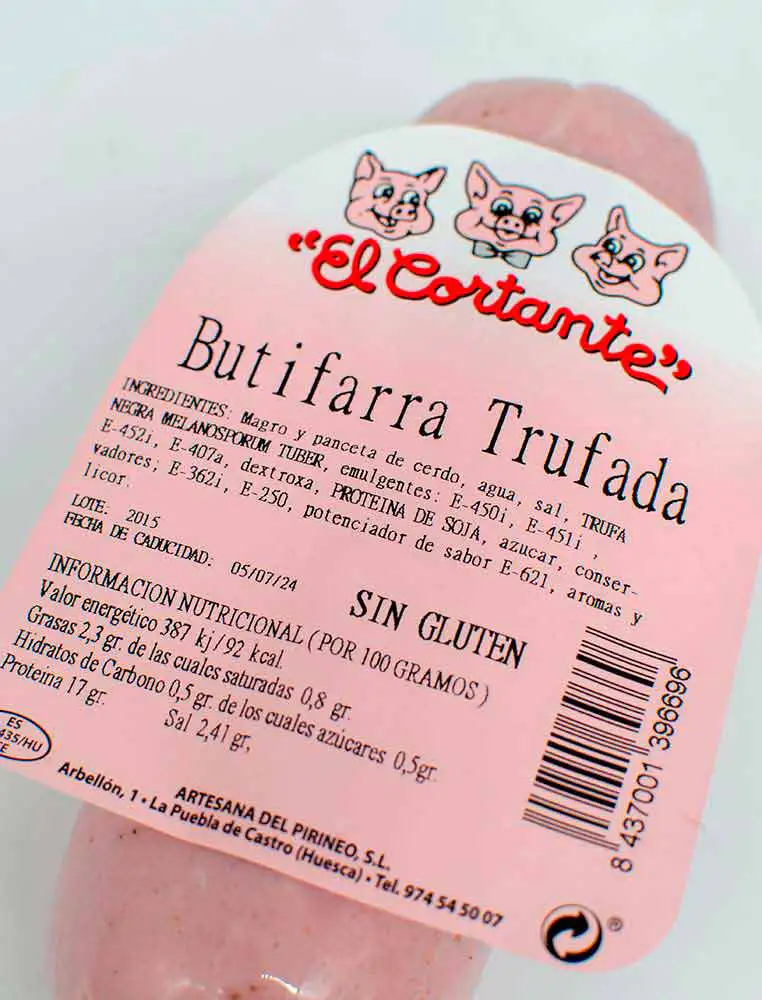 "El Cortante"
Butifarra Trufada
INGREDIENTES: Magro y panceta de cerdo, agua, sal, TRUFA
NEGRA MELANOSPORUM TUBER, emulgentes: E-450i, E-451i ,
E-452i, E-407a, dextroxa, PROTEINA DE SOJA, azucar, conser-
vadores; E-362i, E-250, potenciador de sabor E-621, aromas y
licor.
LOTE: 2015
FECHA DE CADUCIDAD: 05/07/24
SIN GLUTEN
INFORMACION NUTRICIONAL (POR 100 GRAMOS)
Valor energético 387 kj/92 kcal.
Grasas 2,3 gr. de las cuales saturadas 0,8 gr.
Hidratos de Carbono 0,5 gr. de los cuales azúcares 0,5gr.
Proteina 17 gr.
Sal 2,41 gr,
ES
435/HU
CE
ARTESANA DEL PIRINEO, S.L.
Arbellón, 1 • La Puebla de Castro (Huesca) • Tel. 974 54 50 07
8 437001 396696
®